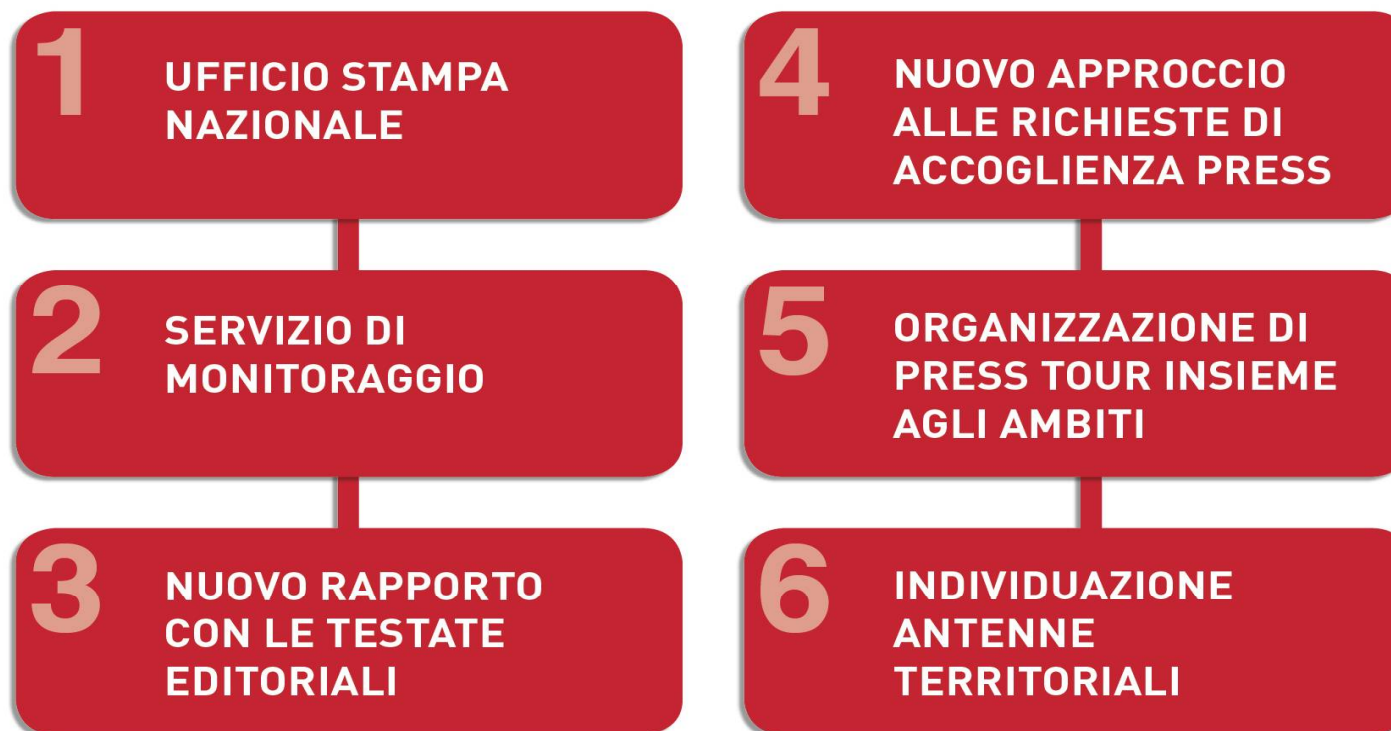 1
UFFICIO STAMPA
NAZIONALE
2
SERVIZIO DI
MONITORAGGIO
3
NUOVO RAPPORTO
CON LE TESTATE
EDITORIALI
4
NUOVO APPROCCIO
ALLE RICHIESTE DI
ACCOGLIENZA PRESS
5
ORGANIZZAZIONE DI
PRESS TOUR INSIEME
AGLI AMBITI
6
INDIVIDUAZIONE
ANTENNE
TERRITORIALI